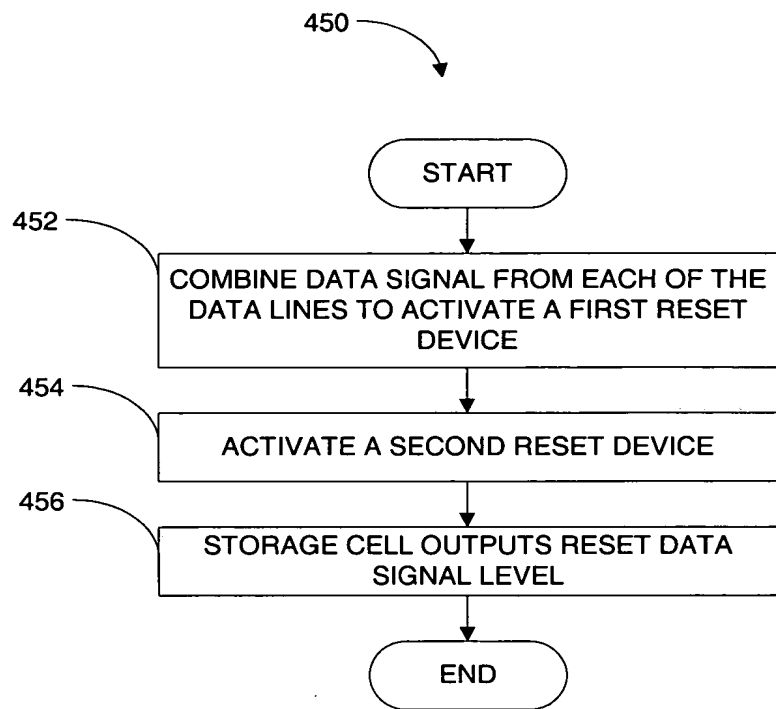 450
START
452
COMBINE DATA SIGNAL FROM EACH OF THE
DATA LINES TO ACTIVATE A FIRST RESET
DEVICE
454
ACTIVATE A SECOND RESET DEVICE
456
STORAGE CELL OUTPUTS RESET DATA
SIGNAL LEVEL
END